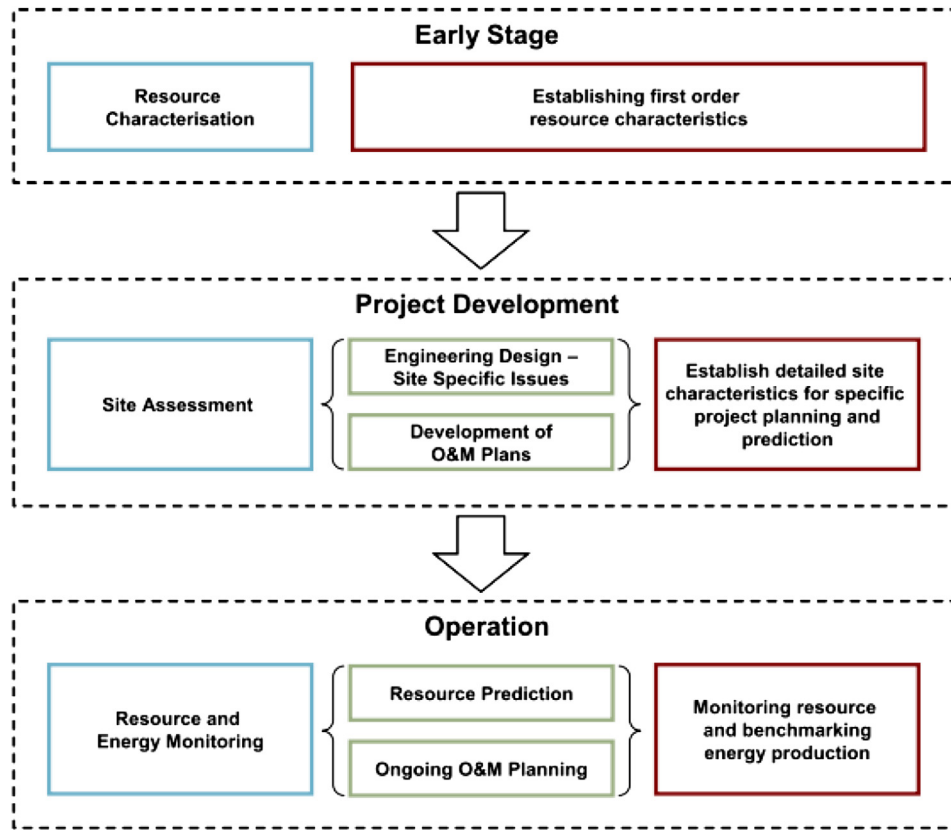 Early Stage
Resource
Characterisation
Establishing first order
resource characteristics
Project Development
Site Assessment
Engineering Design –
Site Specific Issues
Development of
O&M Plans
Establish detailed site
characteristics for specific
project planning and
prediction
Operation
Resource and
Energy Monitoring
Resource Prediction
Ongoing O&M Planning
Monitoring resource
and benchmarking
energy production